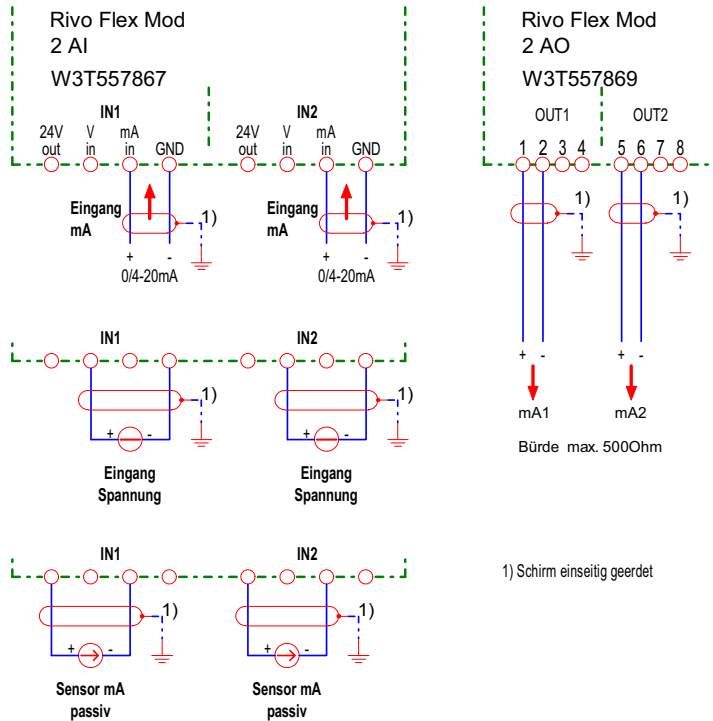 Rivo Flex Mod
2 AI
W3T557867
IN1 IN2
24V V mA 24V V mA
out in in GND out in in GND
Eingang 1) Eingang 1)
mA mA
+ - + -
0/4-20mA 0/4-20mA
IN1 IN2
1) 1)
+ - + -
Eingang Eingang
Spannung Spannung
IN1 IN2
1) 1)
+ - + -
Sensor mA Sensor mA
passiv passiv
Rivo Flex Mod
2 AO
W3T557869
OUT1 OUT2
1 2 3 4 5 6 7 8
1) 1)
+ - + -
mA1 mA2
Bürde max. 500Ohm
1) Schirm einseitig geerdet